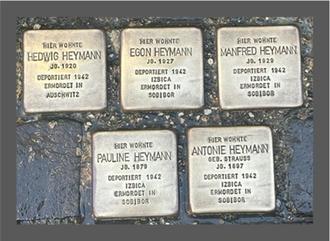 HIER WOHNTE
HEDWIG HEYMANN
JG. 1920
DEPORTIERT 1942
ERMORDET IN
AUSCHWITZ
HIER WOHNTE
EGON HEYMANN
JG. 1927
DEPORTIERT 1942
IZBICA
ERMORDET IN
SOBIBOR
HIER WOHNTE
MANFRED HEYMANN
JG. 1929
DEPORTIERT 1942
IZBICA
ERMORDET IN
SOBIBOR
HIER WOHNTE
PAULINE HEYMANN
JG. 1879
DEPORTIERT 1942
IZBICA
ERMORDET IN
SOBIBOR
HIER WOHNTE
ANTONIE HEYMANN
GEB. STRAUSS
JG. 1897
DEPORTIERT 1942
IZBICA
ERMORDET IN
SOBIBOR